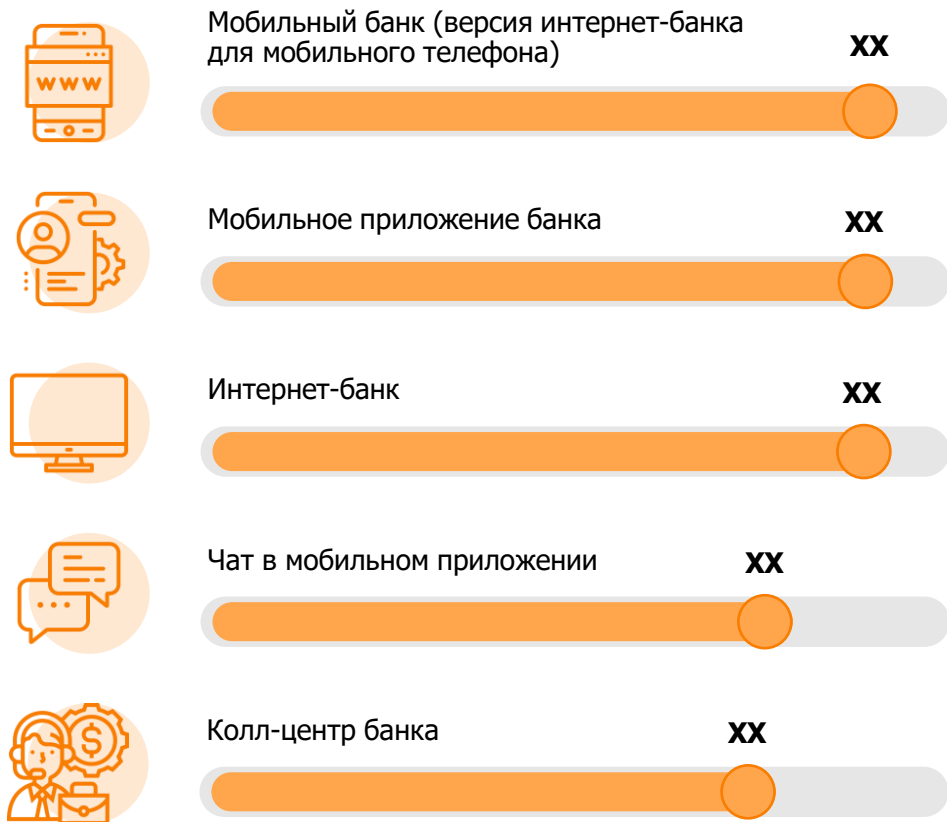 Мобильный банк (версия интернет-банка
для мобильного телефона)
XX
www
Мобильное приложение банка
XX
Интернет-банк
XX
Чат в мобильном приложении
XX
Колл-центр банка
XX
$